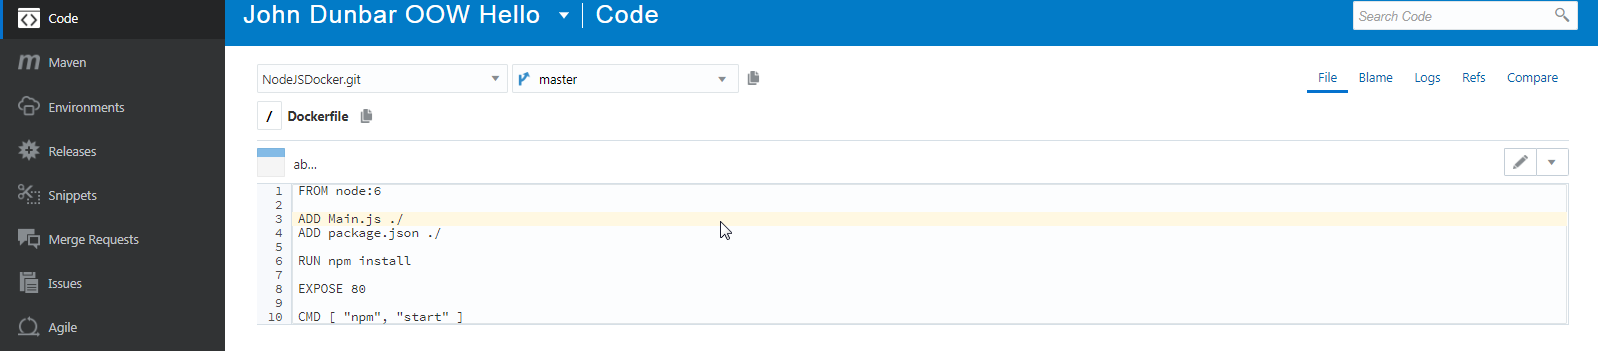 Code
Maven
Environments
Releases
Snippets
Merge Requests
Issues
Agile
John Dunbar OOW Hello Code
Search Code
NodeJSDocker.git master
File Blame Logs Refs Compare
/ Dockerfile
ab...
1 FROM node:6
2
3 ADD Main.js ./
4 ADD package.json ./
5
6 RUN npm install
7
8 EXPOSE 80
9
10 CMD [ "npm", "start" ]